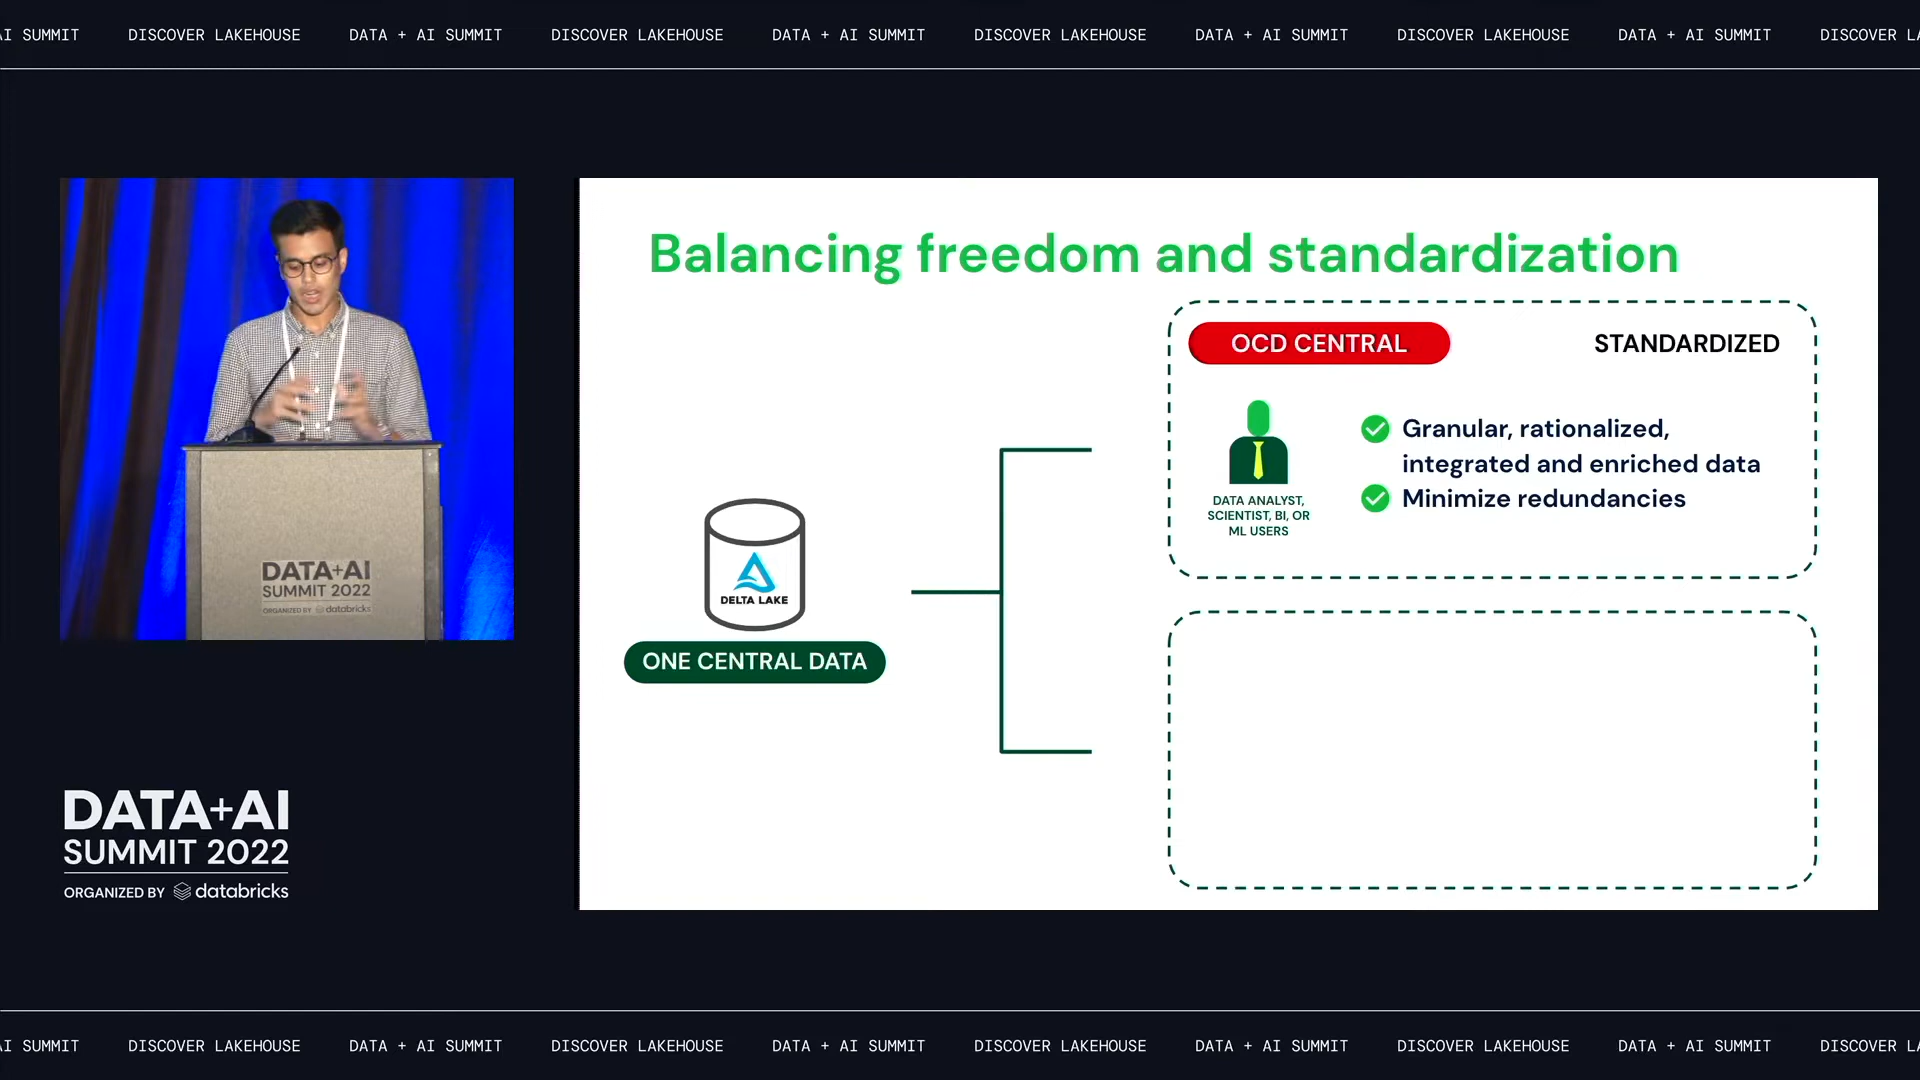 AI SUMMIT DISCOVER LAKEHOUSE DATA + AI SUMMIT DISCOVER LAKEHOUSE DATA + AI SUMMIT DISCOVER LAKEHOUSE DATA + AI SUMMIT DISCOVER LAKEHOUSE DATA + AI SUMMIT DISCOVER LA
Balancing freedom and standardization
OCD CENTRAL
STANDARDIZED
Granular, rationalized,
integrated and enriched data
Minimize redundancies
DATA ANALYST,
SCIENTIST, BI, OR
ML USERS
DELTA LAKE
ONE CENTRAL DATA
DATA+AI
SUMMIT 2022
ORGANIZED BY databricks
DATA+AI
SUMMIT 2022
ORGANIZED BY databricks
AI SUMMIT DISCOVER LAKEHOUSE DATA + AI SUMMIT DISCOVER LAKEHOUSE DATA + AI SUMMIT DISCOVER LAKEHOUSE DATA + AI SUMMIT DISCOVER LAKEHOUSE DATA + AI SUMMIT DISCOVER LA